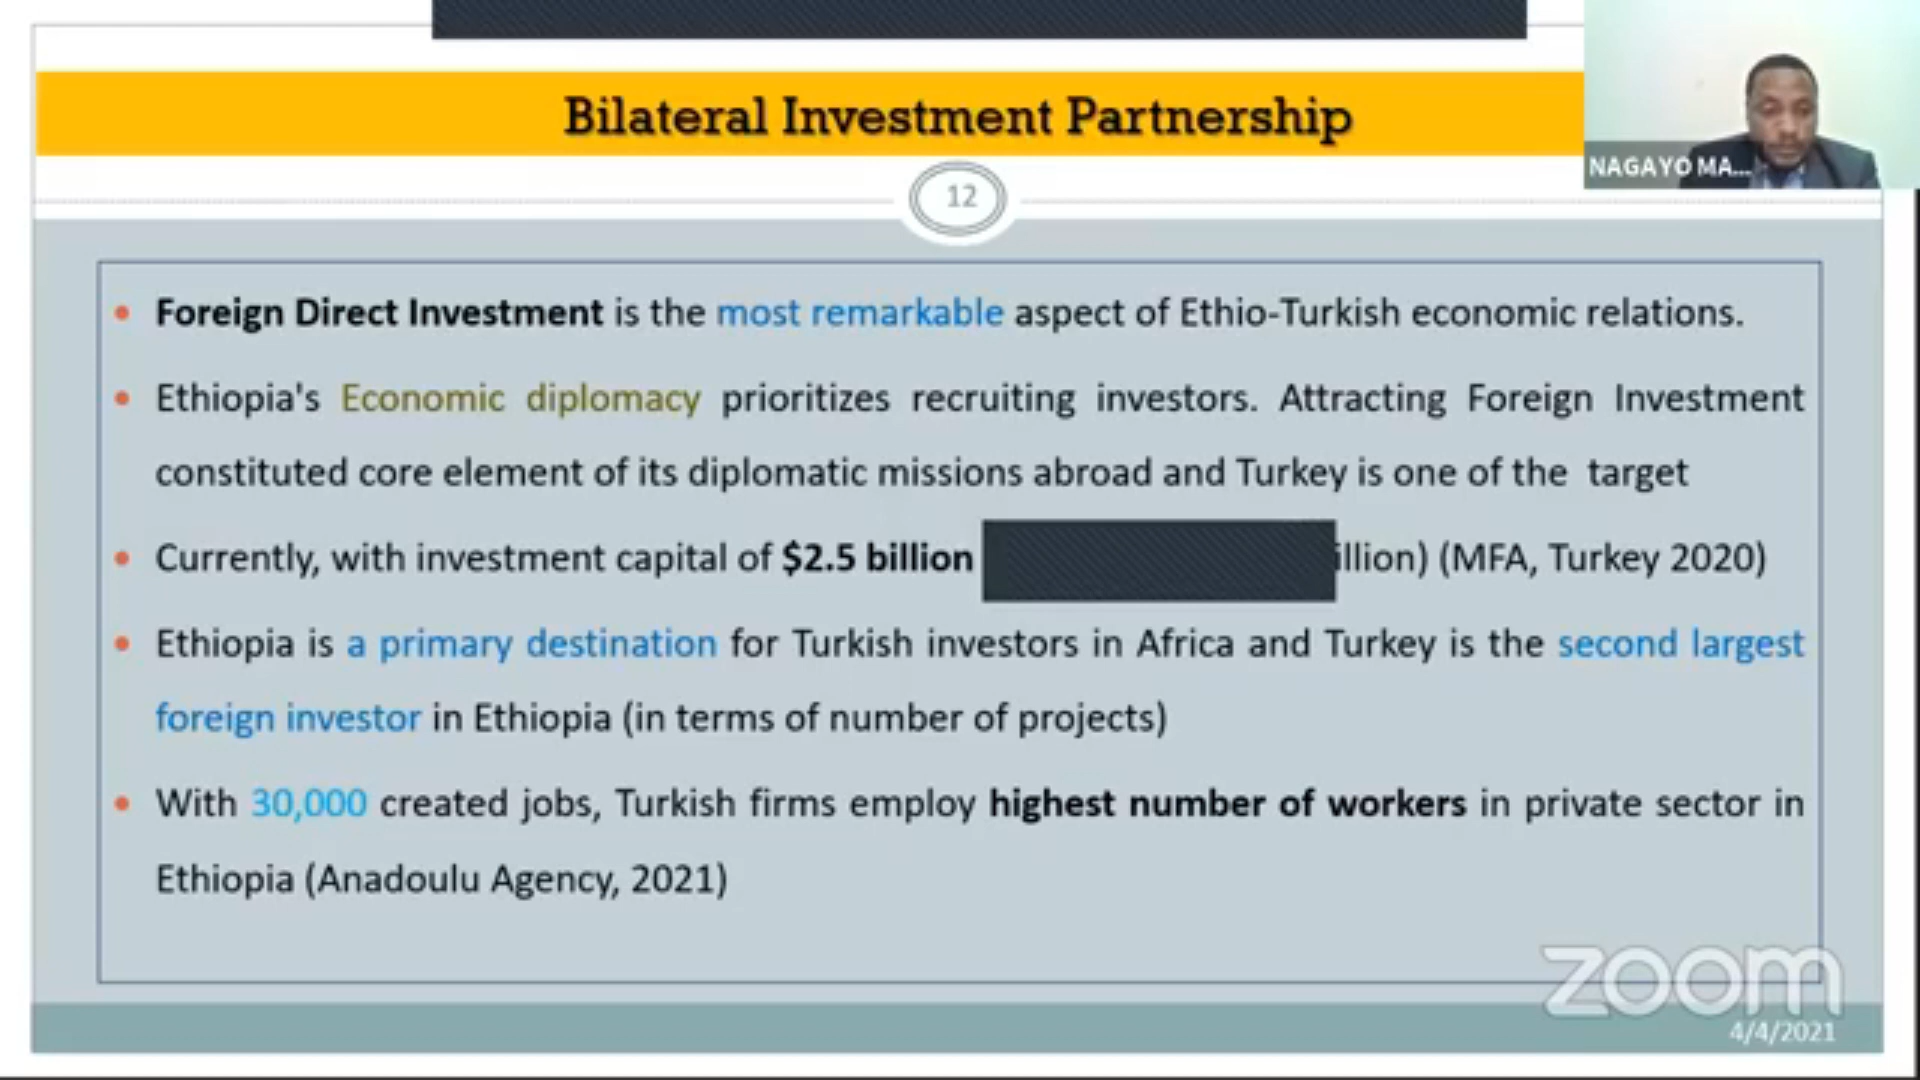 Bilateral Investment Partnership
NAGAYO MA...
12
• Foreign Direct Investment is the most remarkable aspect of Ethio-Turkish economic relations.
• Ethiopia's Economic diplomacy prioritizes recruiting investors. Attracting Foreign Investment
constituted core element of its diplomatic missions abroad and Turkey is one of the target
• Currently, with investment capital of $2.5 billion illion) (MFA, Turkey 2020)
• Ethiopia is a primary destination for Turkish investors in Africa and Turkey is the second largest
foreign investor in Ethiopia (in terms of number of projects)
• With 30,000 created jobs, Turkish firms employ highest number of workers in private sector in
Ethiopia (Anadoulu Agency, 2021)
zoom
4/4/2021